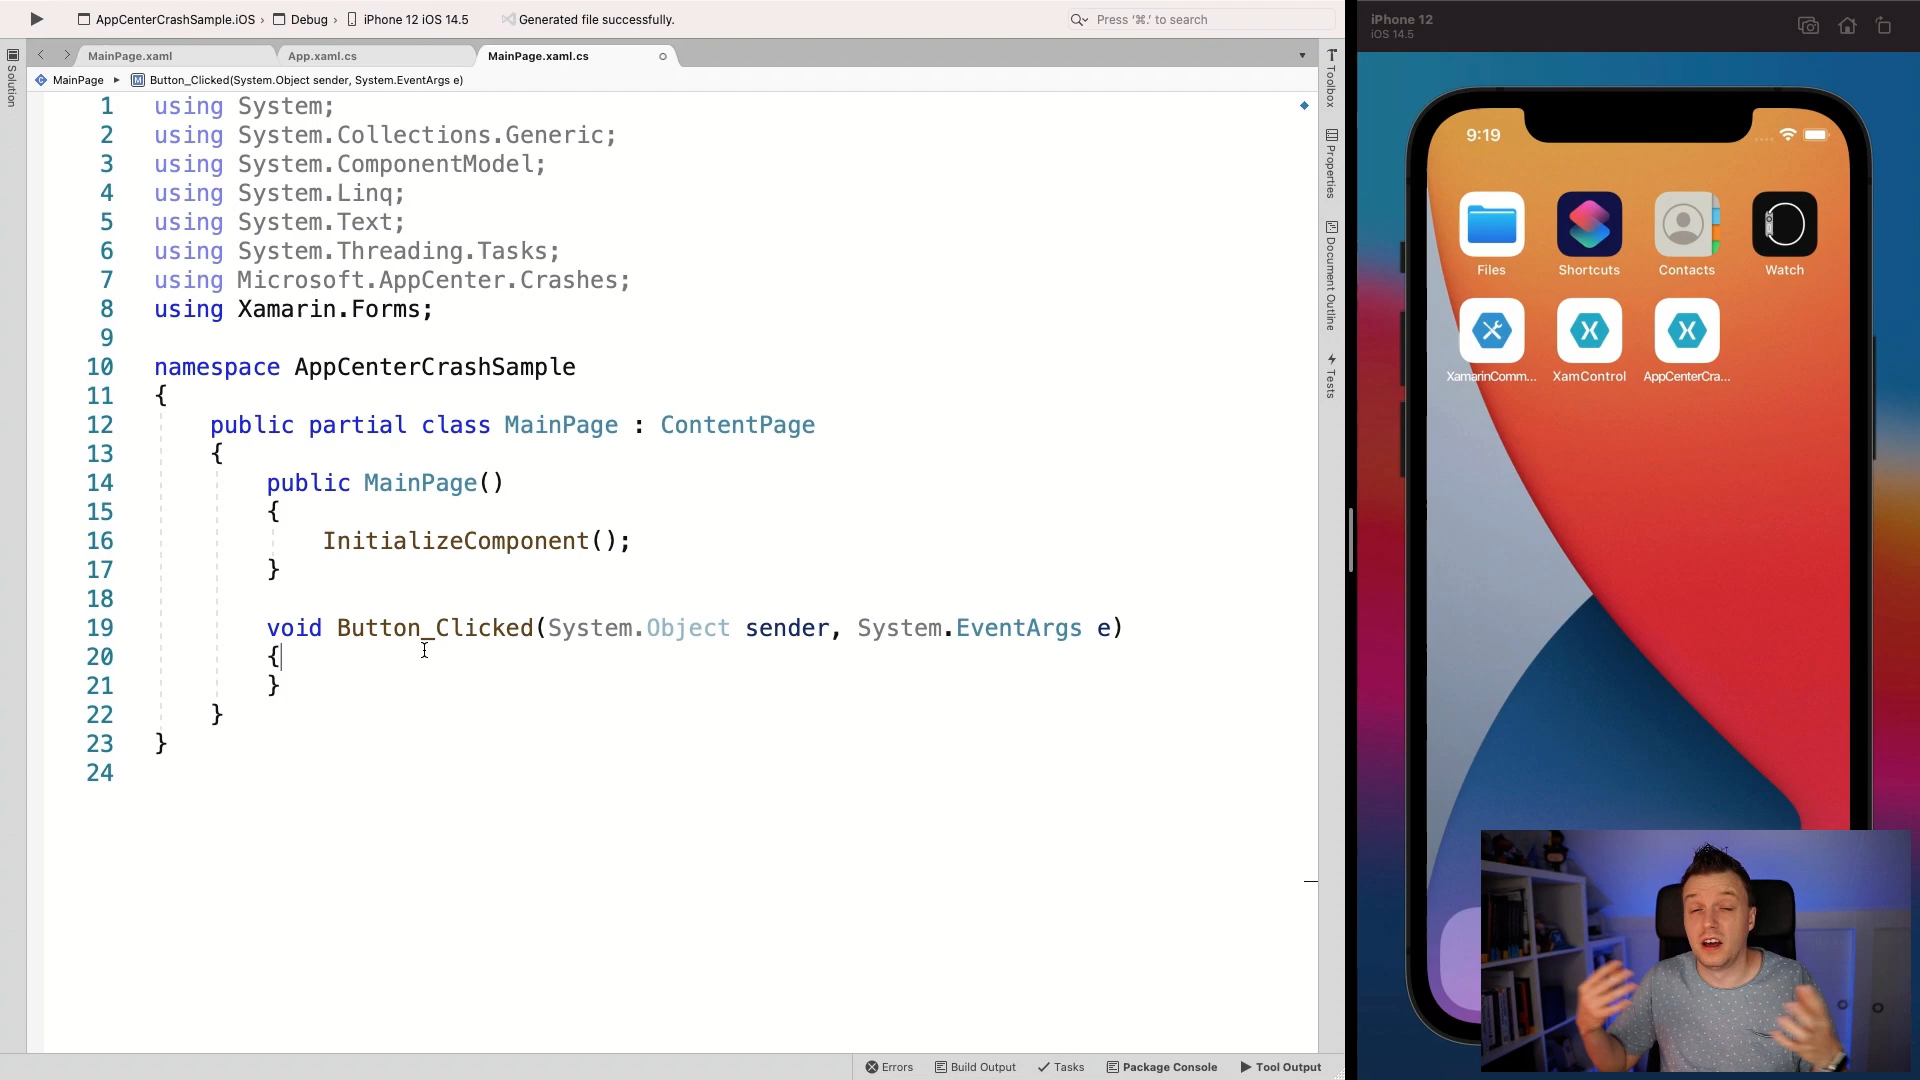 AppCenterCrashSample.iOS › Debug › iPhone 12 iOS 14.5 Generated file successfully. Press ‘⌘.’ to search
MainPage.xaml App.xaml.cs MainPage.xaml.cs
MainPage ▸ Button_Clicked(System.Object sender, System.EventArgs e)
Solution
1 using System;
2 using System.Collections.Generic;
3 using System.ComponentModel;
4 using System.Linq;
5 using System.Text;
6 using System.Threading.Tasks;
7 using Microsoft.AppCenter.Crashes;
8 using Xamarin.Forms;
9
10 namespace AppCenterCrashSample
11 {
12 public partial class MainPage : ContentPage
13 {
14 public MainPage()
15 {
16 InitializeComponent();
17 }
18
19 void Button_Clicked(System.Object sender, System.EventArgs e)
20 {
21 }
22 }
23 }
24
Toolbox
Properties
Document Outline
Tests
Errors Build Output Tasks Package Console Tool Output
iPhone 12
iOS 14.5
9:19
Files Shortcuts Contacts Watch
XamarinComm... XamControl AppCenterCra...